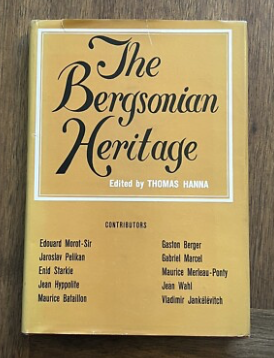 The
Bergsonian
Heritage
Edited by THOMAS HANNA
CONTRIBUTORS
Edouard Morot-Sir
Jaroslav Pelikan
Enid Starkie
Jean Hyppolite
Maurice Bataillon
Gaston Berger
Gabriel Marcel
Maurice Merleau-Ponty
Jean Wahl
Vladimir Jankélévitch